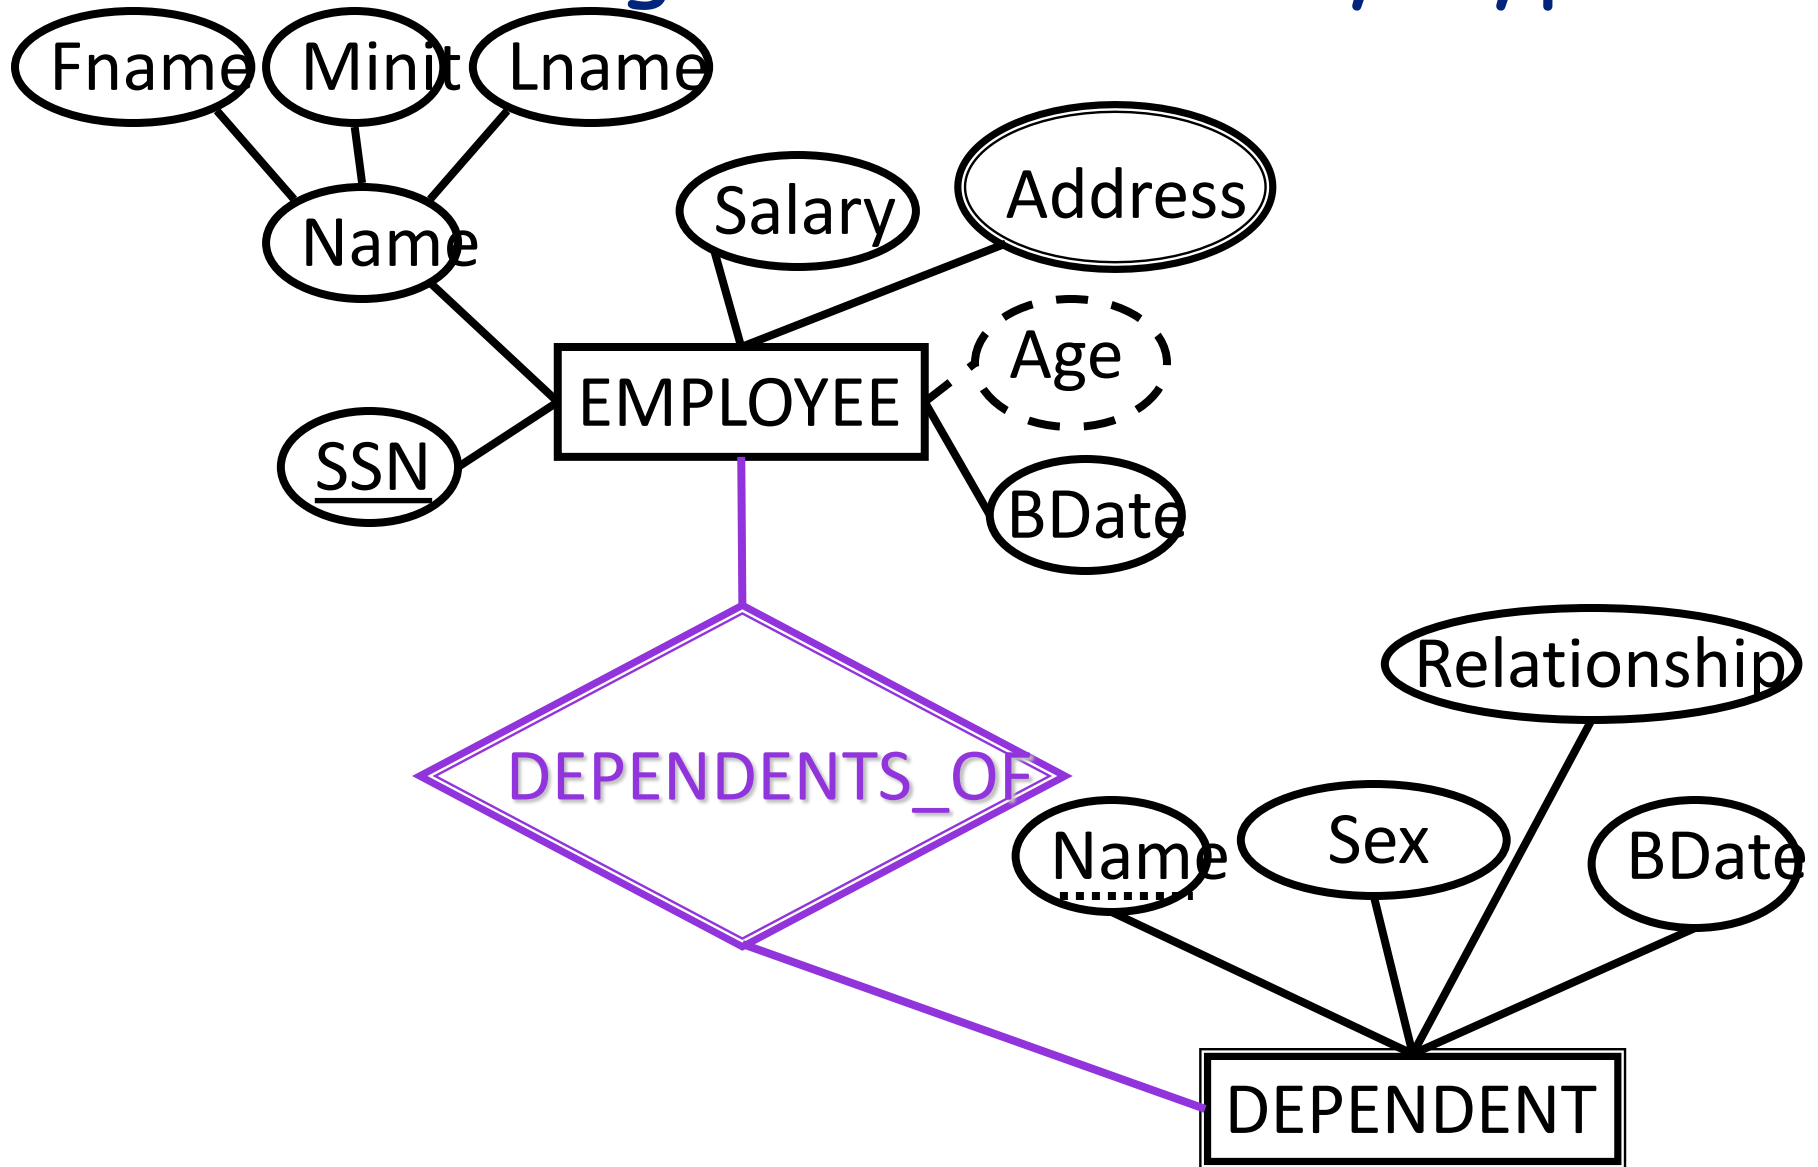 Fname
Minit
Lname
Name
Salary
Address
Age
EMPLOYEE
SSN
BDate
Relationship
DEPENDENTS_OF
Name
Sex
BDate
DEPENDENT